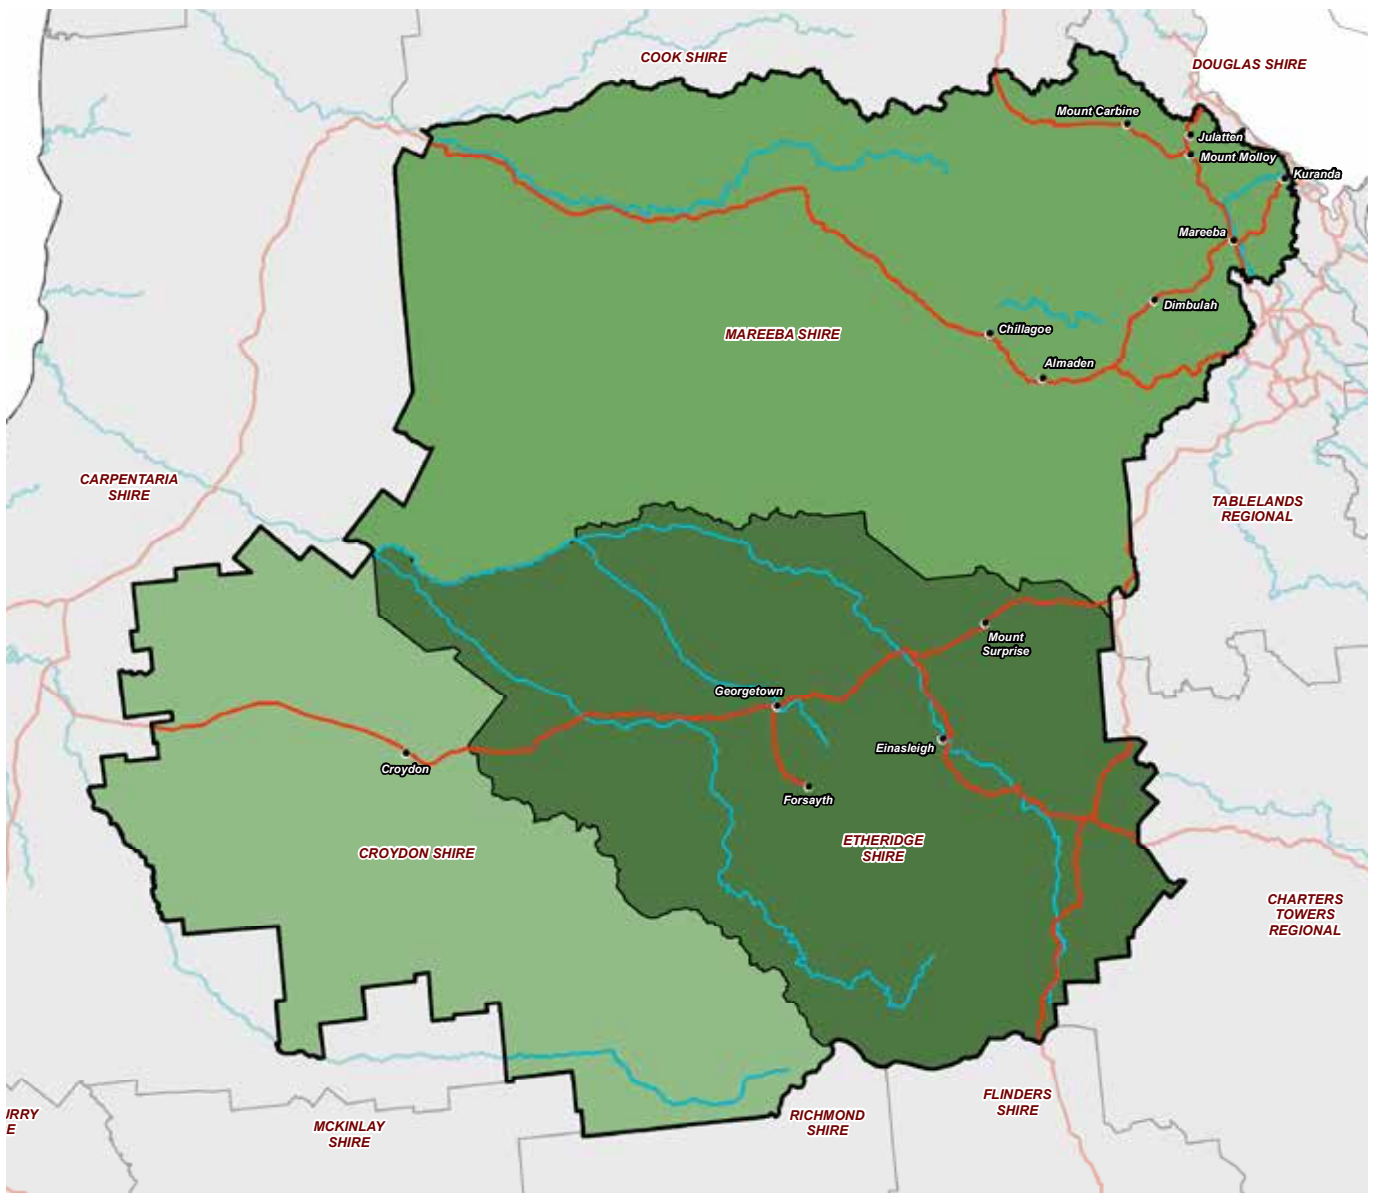 COOK SHIRE
DOUGLAS SHIRE
Mount Carbine
Julatten
Mount Molloy
Kuranda
Mareeba
Dimbulah
Chillagoe
MAREEBA SHIRE
Almaden
CARPENTARIA
SHIRE
TABLELANDS
REGIONAL
Mount
Surprise
Georgetown
Einasleigh
Croydon
Forsayth
ETHERIDGE
SHIRE
CROYDON SHIRE
CHARTERS
TOWERS
REGIONAL
FLINDERS
SHIRE
URRY
E
MCKINLAY
SHIRE
RICHMOND
SHIRE